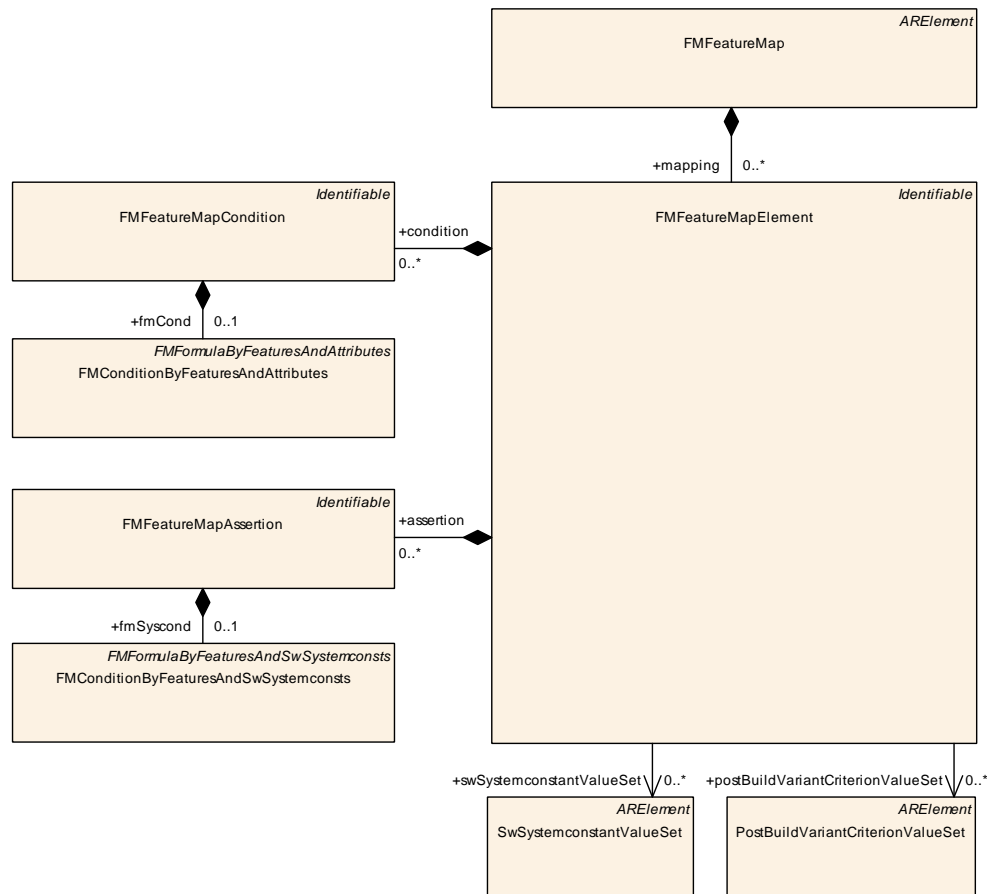 ARElement
FMFeatureMap
+mapping 0..*
Identifiable
FMFeatureMapCondition
Identifiable
FMFeatureMapElement
+condition
0..*
+fmCond 0..1
FMFormulaByFeaturesAndAttributes
FMConditionByFeaturesAndAttributes
Identifiable
FMFeatureMapAssertion
+assertion
0..*
+fmSyscond 0..1
FMFormulaByFeaturesAndSwSystemconsts
FMConditionByFeaturesAndSwSystemconsts
+swSystemconstantValueSet 0..*
+postBuildVariantCriterionValueSet 0..*
ARElement
SwSystemconstantValueSet
ARElement
PostBuildVariantCriterionValueSet